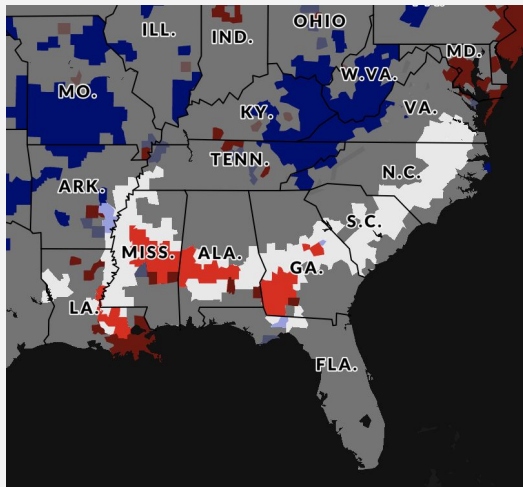 ILL.
IND.
OHIO
MD.
W.VA.
MO.
KY.
VA.
TENN.
N.C.
ARK.
S.C.
MISS.
ALA.
GA.
LA.
FLA.